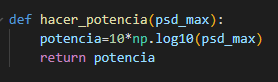 def hacer_potencia(psd_max):
    potencia=10*np.log10(psd_max)
    return potencia